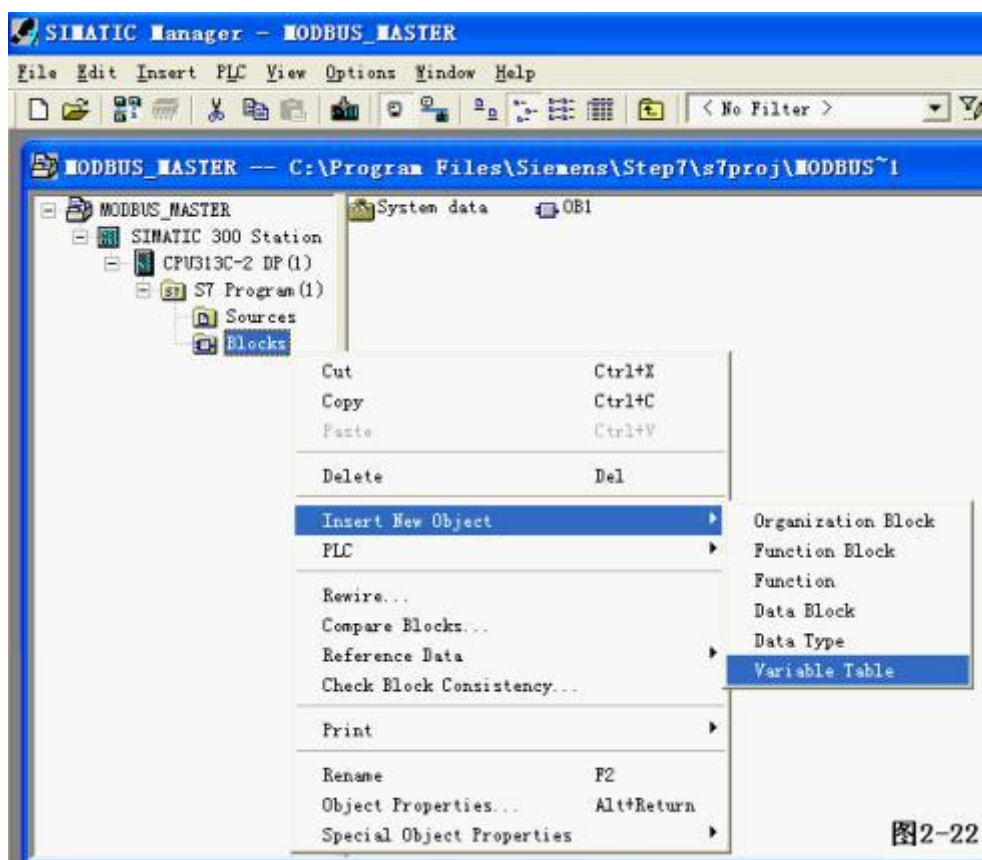 SIMATIC Manager - MODBUS_MASTER
File Edit Insert PLC View Options Window Help
< No Filter >
MODBUS_MASTER -- C:\Program Files\Siemens\Step7\s7proj\MODBUS~1
MODBUS_MASTER
SIMATIC 300 Station
CPU313C-2 DP(1)
S7 Program(1)
Sources
Blocks
System data
OB1
Cut Ctrl+X
Copy Ctrl+C
Paste Ctrl+V
Delete Del
Insert New Object
PLC
Rewire...
Compare Blocks...
Reference Data
Check Block Consistency...
Print
Rename F2
Object Properties... Alt+Return
Special Object Properties
Organization Block
Function Block
Function
Data Block
Data Type
Variable Table
图2-22